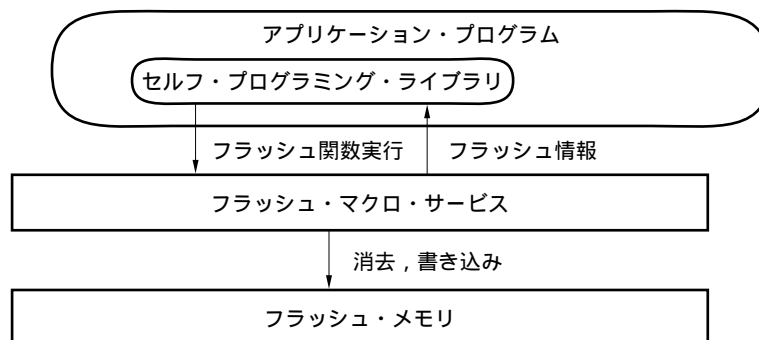 アプリケーション・プログラム
セルフ・プログラミング・ライブラリ
フラッシュ関数実行
フラッシュ情報
フラッシュ・マクロ・サービス
消去，書き込み
フラッシュ・メモリ